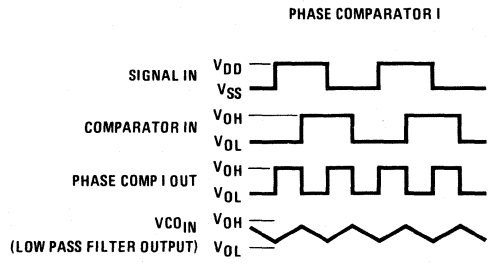 PHASE COMPARATOR I
SIGNAL IN
VDD
VSS
COMPARATOR IN
VOH
VOL
PHASE COMP I OUT
VOH
VOL
VCOIN
(LOW PASS FILTER OUTPUT)
VOH
VOL